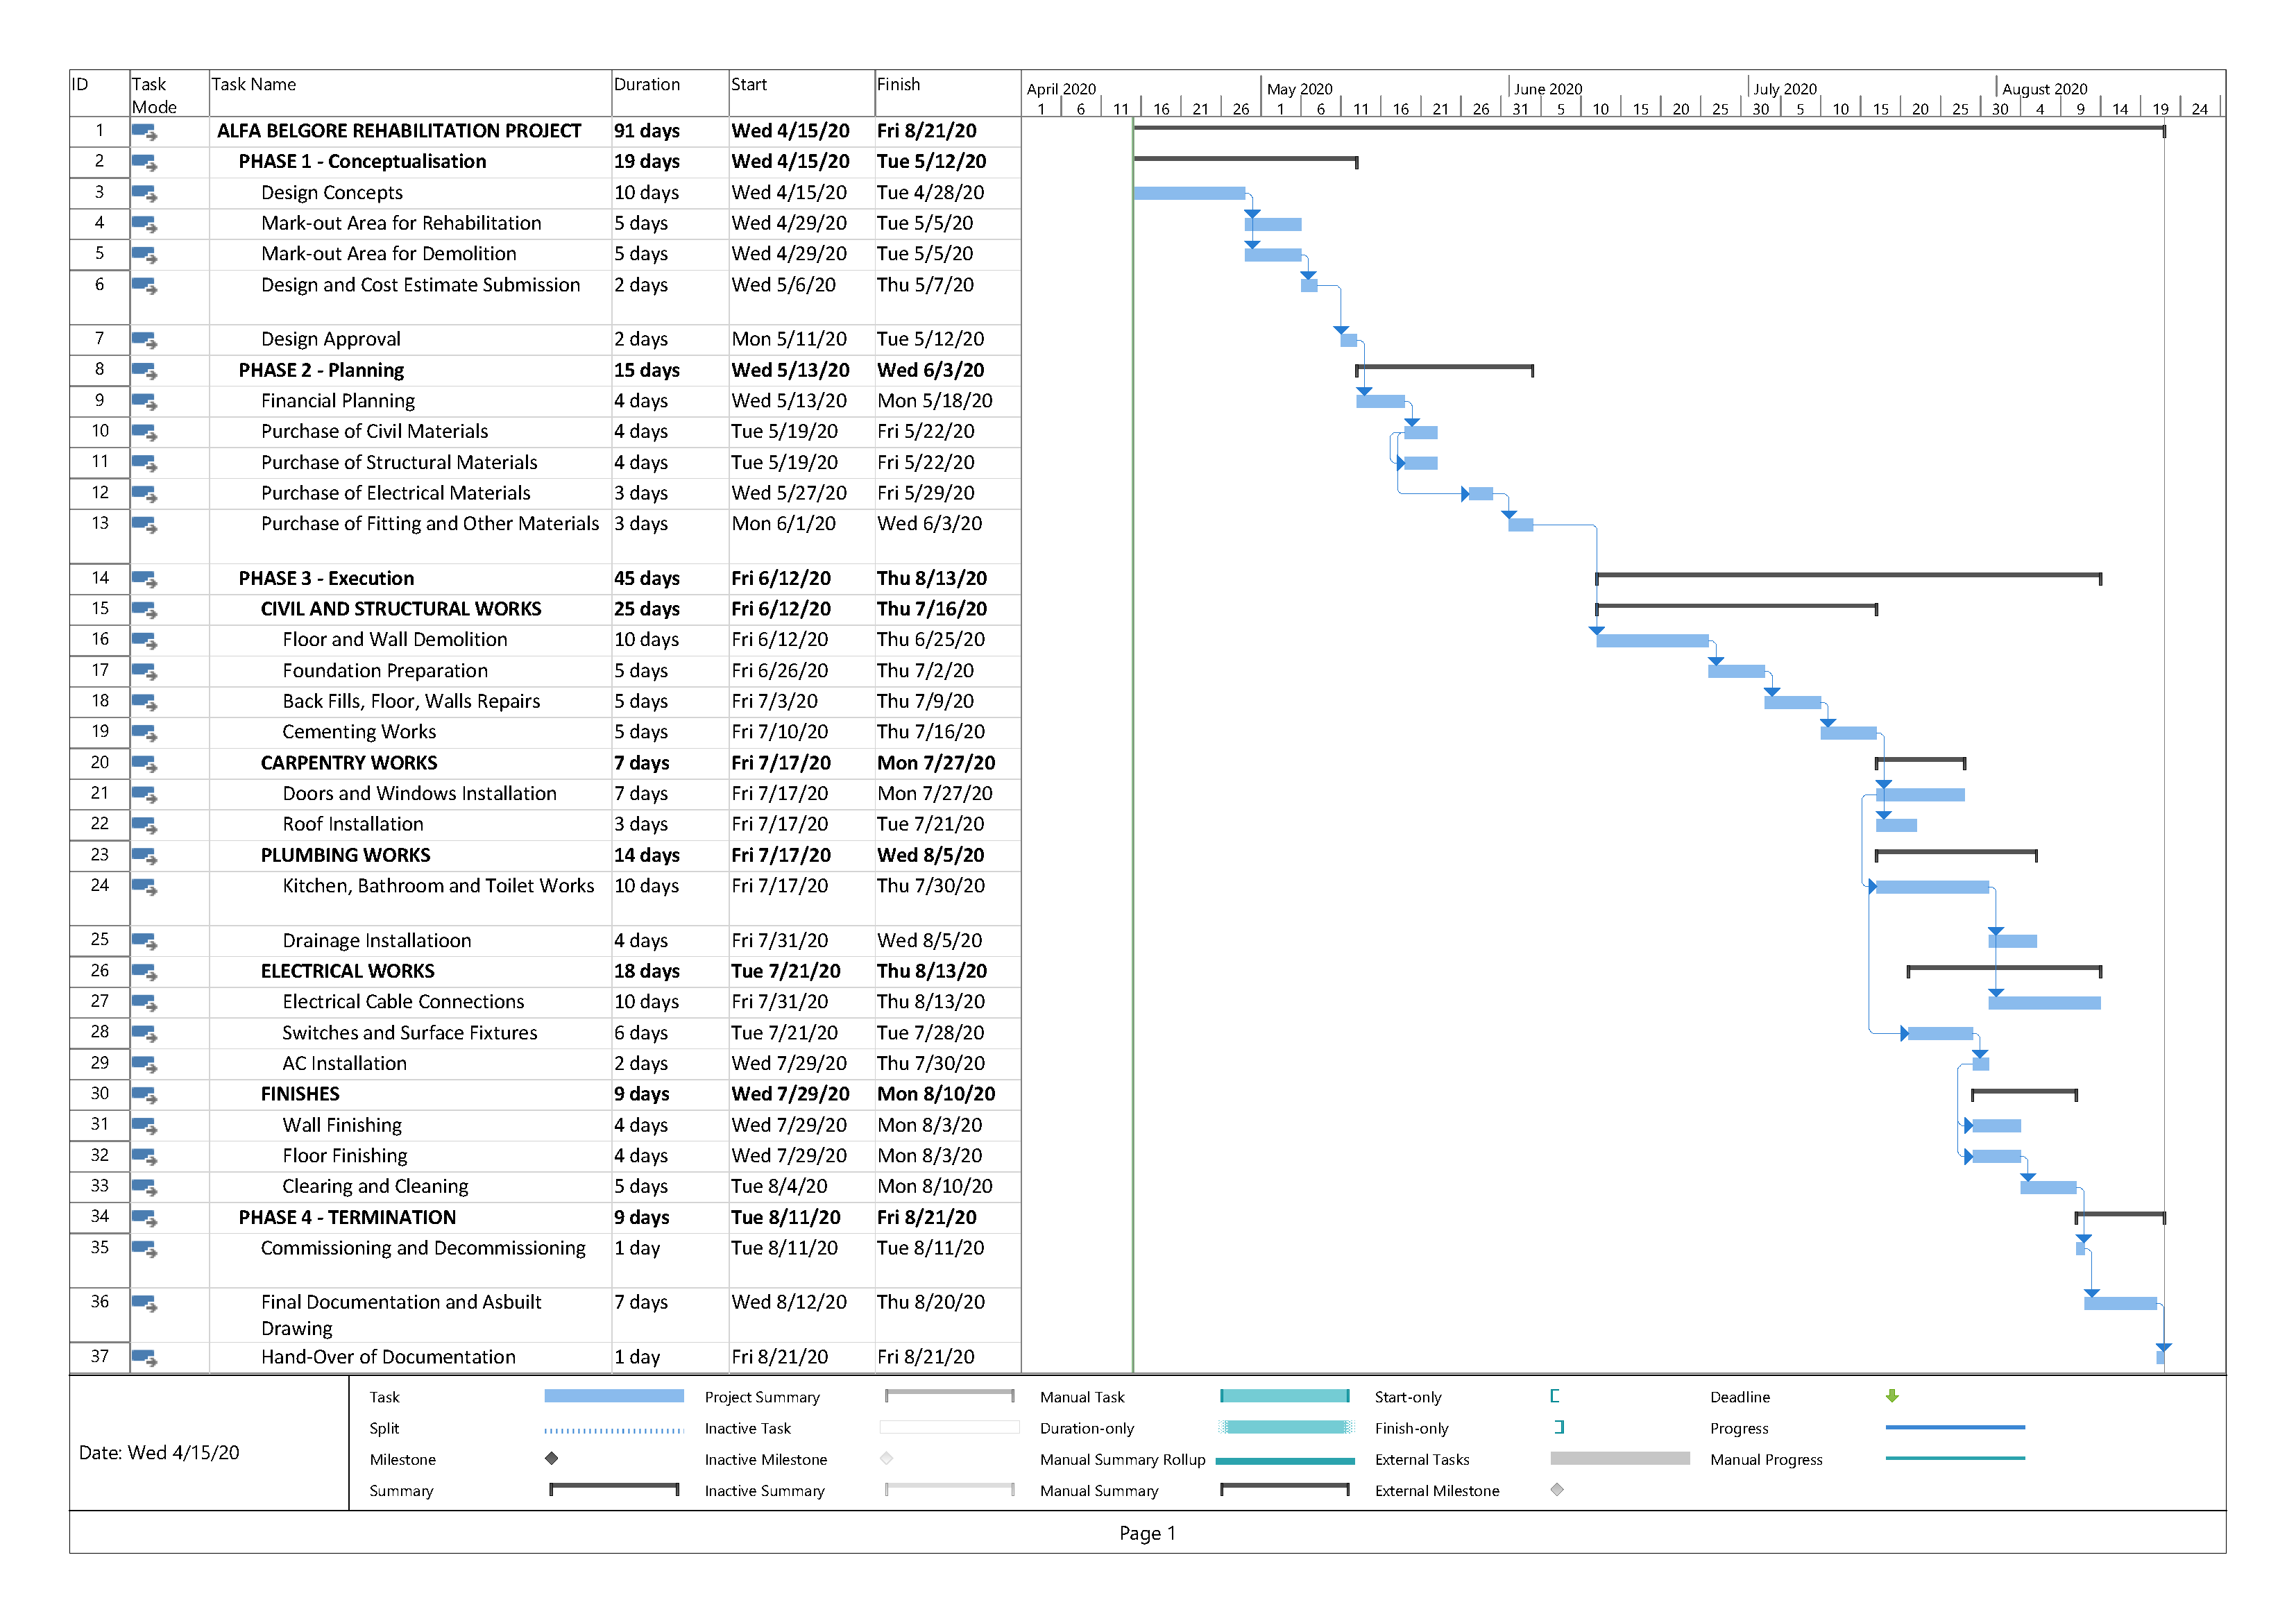 ID Task Mode Task Name Duration Start Finish
April 2020 May 2020 June 2020 July 2020 August 2020
1 6 11 16 21 26 1 6 11 16 21 26 31 5 10 15 20 25 30 5 10 15 20 25 30 4 9 14 19 24
1 ALFA BELGORE REHABILITATION PROJECT 91 days Wed 4/15/20 Fri 8/21/20
2 PHASE 1 - Conceptualisation 19 days Wed 4/15/20 Tue 5/12/20
3 Design Concepts 10 days Wed 4/15/20 Tue 4/28/20
4 Mark-out Area for Rehabilitation 5 days Wed 4/29/20 Tue 5/5/20
5 Mark-out Area for Demolition 5 days Wed 4/29/20 Tue 5/5/20
6 Design and Cost Estimate Submission 2 days Wed 5/6/20 Thu 5/7/20
7 Design Approval 2 days Mon 5/11/20 Tue 5/12/20
8 PHASE 2 - Planning 15 days Wed 5/13/20 Wed 6/3/20
9 Financial Planning 4 days Wed 5/13/20 Mon 5/18/20
10 Purchase of Civil Materials 4 days Tue 5/19/20 Fri 5/22/20
11 Purchase of Structural Materials 4 days Tue 5/19/20 Fri 5/22/20
12 Purchase of Electrical Materials 3 days Wed 5/27/20 Fri 5/29/20
13 Purchase of Fitting and Other Materials 3 days Mon 6/1/20 Wed 6/3/20
14 PHASE 3 - Execution 45 days Fri 6/12/20 Thu 8/13/20
15 CIVIL AND STRUCTURAL WORKS 25 days Fri 6/12/20 Thu 7/16/20
16 Floor and Wall Demolition 10 days Fri 6/12/20 Thu 6/25/20
17 Foundation Preparation 5 days Fri 6/26/20 Thu 7/2/20
18 Back Fills, Floor, Walls Repairs 5 days Fri 7/3/20 Thu 7/9/20
19 Cementing Works 5 days Fri 7/10/20 Thu 7/16/20
20 CARPENTRY WORKS 7 days Fri 7/17/20 Mon 7/27/20
21 Doors and Windows Installation 7 days Fri 7/17/20 Mon 7/27/20
22 Roof Installation 3 days Fri 7/17/20 Tue 7/21/20
23 PLUMBING WORKS 14 days Fri 7/17/20 Wed 8/5/20
24 Kitchen, Bathroom and Toilet Works 10 days Fri 7/17/20 Thu 7/30/20
25 Drainage Installatioon 4 days Fri 7/31/20 Wed 8/5/20
26 ELECTRICAL WORKS 18 days Tue 7/21/20 Thu 8/13/20
27 Electrical Cable Connections 10 days Fri 7/31/20 Thu 8/13/20
28 Switches and Surface Fixtures 6 days Tue 7/21/20 Tue 7/28/20
29 AC Installation 2 days Wed 7/29/20 Thu 7/30/20
30 FINISHES 9 days Wed 7/29/20 Mon 8/10/20
31 Wall Finishing 4 days Wed 7/29/20 Mon 8/3/20
32 Floor Finishing 4 days Wed 7/29/20 Mon 8/3/20
33 Clearing and Cleaning 5 days Tue 8/4/20 Mon 8/10/20
34 PHASE 4 - TERMINATION 9 days Tue 8/11/20 Fri 8/21/20
35 Commissioning and Decommissioning 1 day Tue 8/11/20 Tue 8/11/20
36 Final Documentation and Asbuilt 7 days Wed 8/12/20 Thu 8/20/20
Drawing
37 Hand-Over of Documentation 1 day Fri 8/21/20 Fri 8/21/20
Date: Wed 4/15/20
Task Project Summary Manual Task Start-only Deadline
Split Inactive Task Duration-only Finish-only Progress
Milestone Inactive Milestone Manual Summary Rollup External Tasks Manual Progress
Summary Inactive Summary Manual Summary External Milestone
Page 1